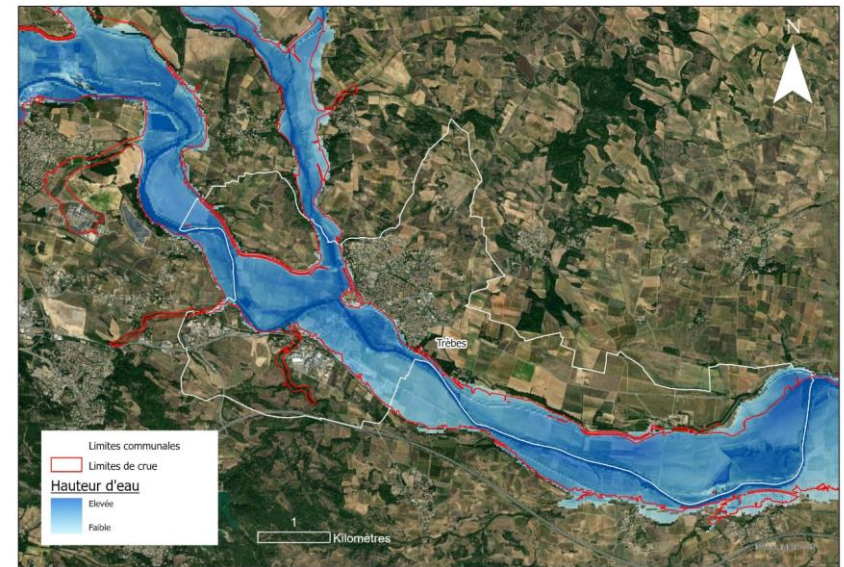 N
Trèbes
Limites communales
Limites de crue
Hauteur d'eau
Elevée
Faible
1
Kilomètres